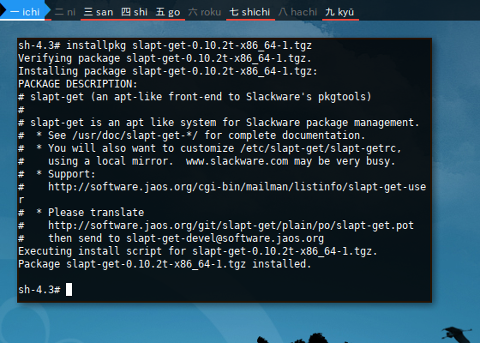 一 ichi 二 ni 三 san 四 shi 五 go 六 roku 七 shichi 八 hachi 九 kyū
sh-4.3# installpkg slapt-get-0.10.2t-x86_64-1.tgz
Verifying package slapt-get-0.10.2t-x86_64-1.tgz.
Installing package slapt-get-0.10.2t-x86_64-1.tgz:
PACKAGE DESCRIPTION:
# slapt-get (an apt-like front-end to Slackware's pkgtools)
#
# slapt-get is an apt like system for Slackware package management.
#  * See /usr/doc/slapt-get-*/ for complete documentation.
#  * You will also want to customize /etc/slapt-get/slapt-getrc,
#    using a local mirror.  www.slackware.com may be very busy.
#  * Support:
#    http://software.jaos.org/cgi-bin/mailman/listinfo/slapt-get-use
r
#  * Please translate
#    http://software.jaos.org/git/slapt-get/plain/po/slapt-get.pot
#    then send to slapt-get-devel@software.jaos.org
Executing install script for slapt-get-0.10.2t-x86_64-1.tgz.
Package slapt-get-0.10.2t-x86_64-1.tgz installed.
sh-4.3#